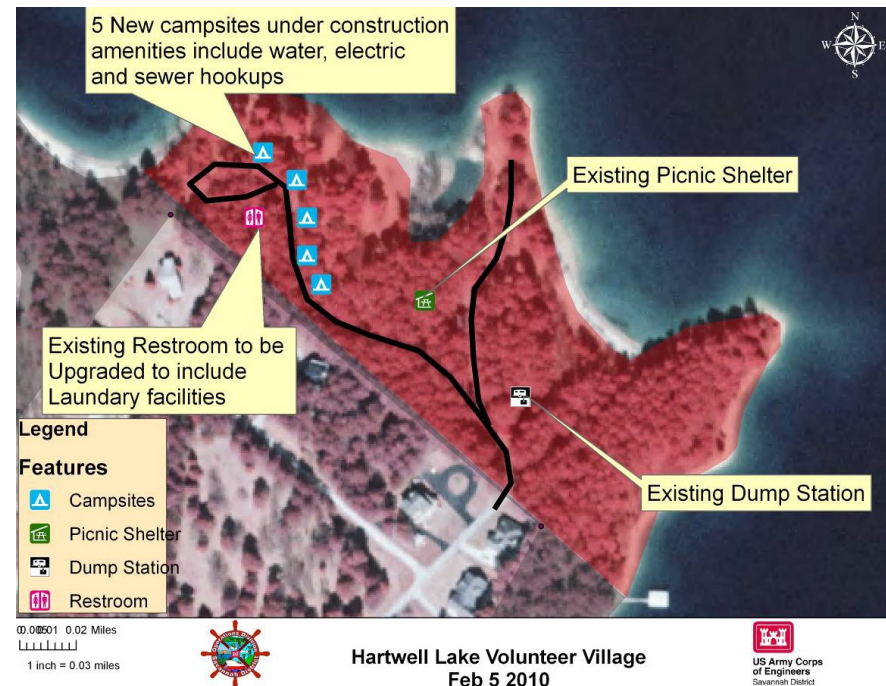 5 New campsites under construction
amenities include water, electric
and sewer hookups
N
W
E
S
Existing Picnic Shelter
Existing Restroom to be
Upgraded to include
Laundary facilities
Existing Dump Station
Legend
Features
Campsites
Picnic Shelter
Dump Station
Restroom
0.02 Miles
1 inch = 0.03 miles
Hartwell Lake Volunteer Village
Feb 5 2010
US Army Corps
of Engineers
Savannah District